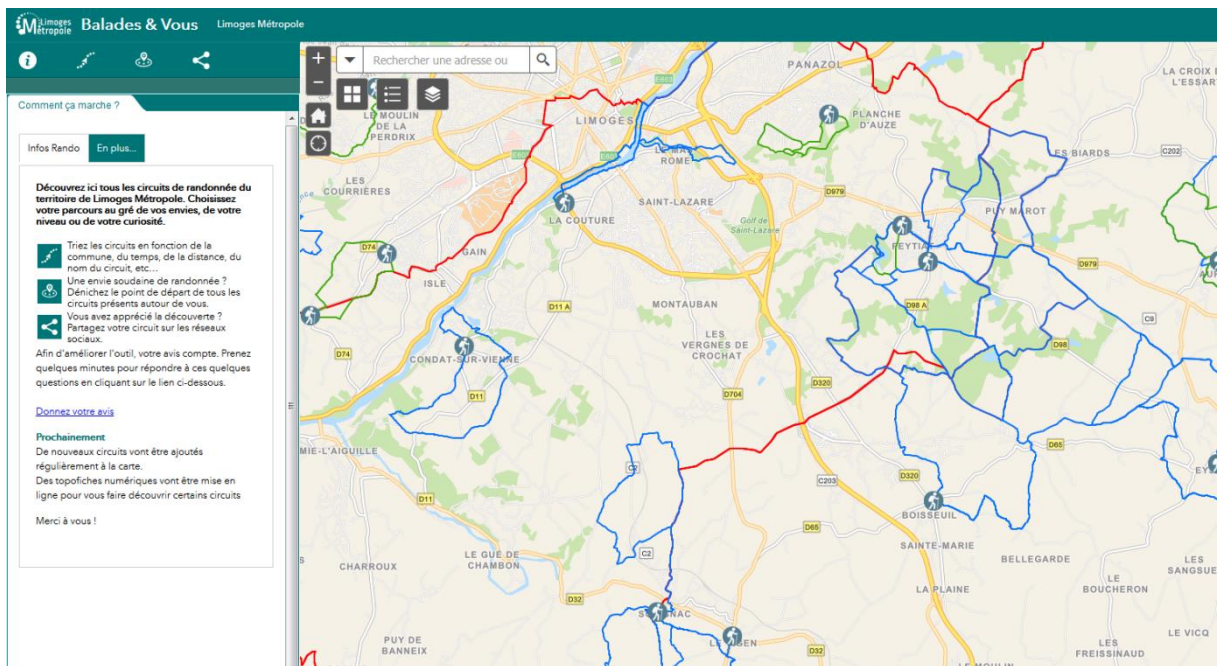 Limoges Métropole
Balades & Vous
Limoges Métropole
Rechercher une adresse ou
Comment ça marche ?
Infos Rando
En plus...
Découvrez ici tous les circuits de randonnée du
territoire de Limoges Métropole. Choisissez
votre parcours au gré de vos envies, de votre
niveau ou de votre curiosité.
Triez les circuits en fonction de la
commune, du temps, de la distance, du
nom du circuit, etc...
Une envie soudaine de randonnée ?
Dénichez le point de départ de tous les
circuits présents autour de vous.
Vous avez apprécié la découverte ?
Partagez votre circuit sur les réseaux
sociaux.
Afin d'améliorer l'outil, votre avis compte. Prenez
quelques minutes pour répondre à ces quelques
questions en cliquant sur le lien ci-dessous.
Donnez votre avis
Prochainement
De nouveaux circuits vont être ajoutés
régulièrement à la carte.
Des topofiches numériques vont être mise en
ligne pour vous faire découvrir certains circuits
Merci à vous !
PANAZOL
LA CROIX
L'ESSART
LE MOULIN
DE LA
PERDRIX
LIMOGES
PLANCHE
D'AUZE
LES BIARDS
C202
ROME
LES
COURRIÈRES
D979
SAINT-LAZARE
LA COUTURE
Golf de
Saint-Lazare
PUY MAROT
FEYTIAT
D74
GAIN
ISLE
D979
MONTAUBAN
D11 A
D98 A
C9
LES
VERGNES DE
CROCHAT
D74
CONDAT-SUR-VIENNE
D98
D320
D11
D704
MIE-L'AIGUILLE
D65
C2
D11
C203
D320
BOISSEUIL
D65
SAINTE-MARIE
LE GUÉ DE
CHAMBON
C2
CHARROUX
BELLEGARDE
LES
SANGSUE
LA PLAINE
LE
BOUCHERON
D32
PUY DE
BANNEIX
D32
LE VICQ
LES
FREISSINAUD
LE MOULIN